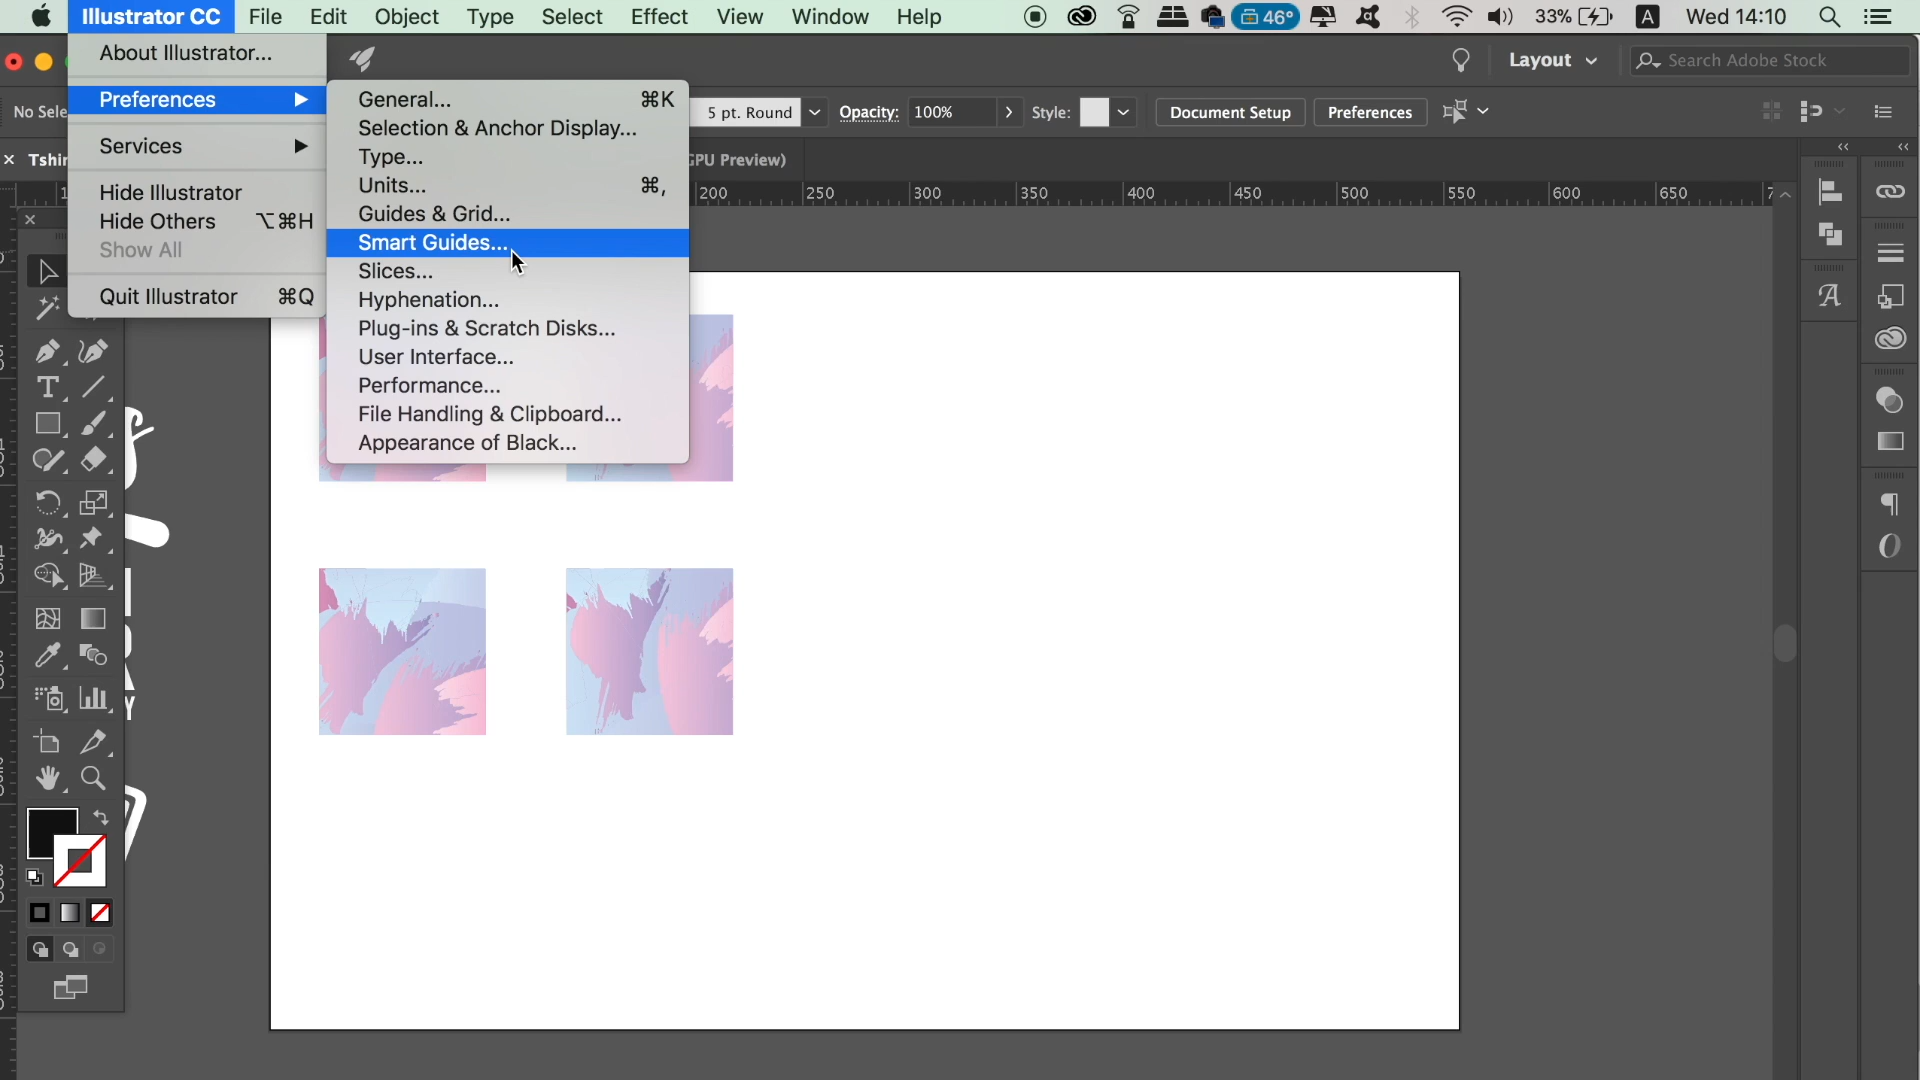 Illustrator CC File Edit Object Type Select Effect View Window Help 46° 33% A Wed 14:10
About Illustrator...
Preferences
Services
Hide Illustrator
Hide Others ⌥⌘H
Show All
Quit Illustrator ⌘Q
General... ⌘K
Selection & Anchor Display...
Type...
Units... ⌘,
Guides & Grid...
Smart Guides...
Slices...
Hyphenation...
Plug-ins & Scratch Disks...
User Interface...
Performance...
File Handling & Clipboard...
Appearance of Black...
Layout Search Adobe Stock
No Sele 5 pt. Round Opacity: 100% Style: Document Setup Preferences
× Tshir GPU Preview)
200 250 300 350 400 450 500 550 600 650